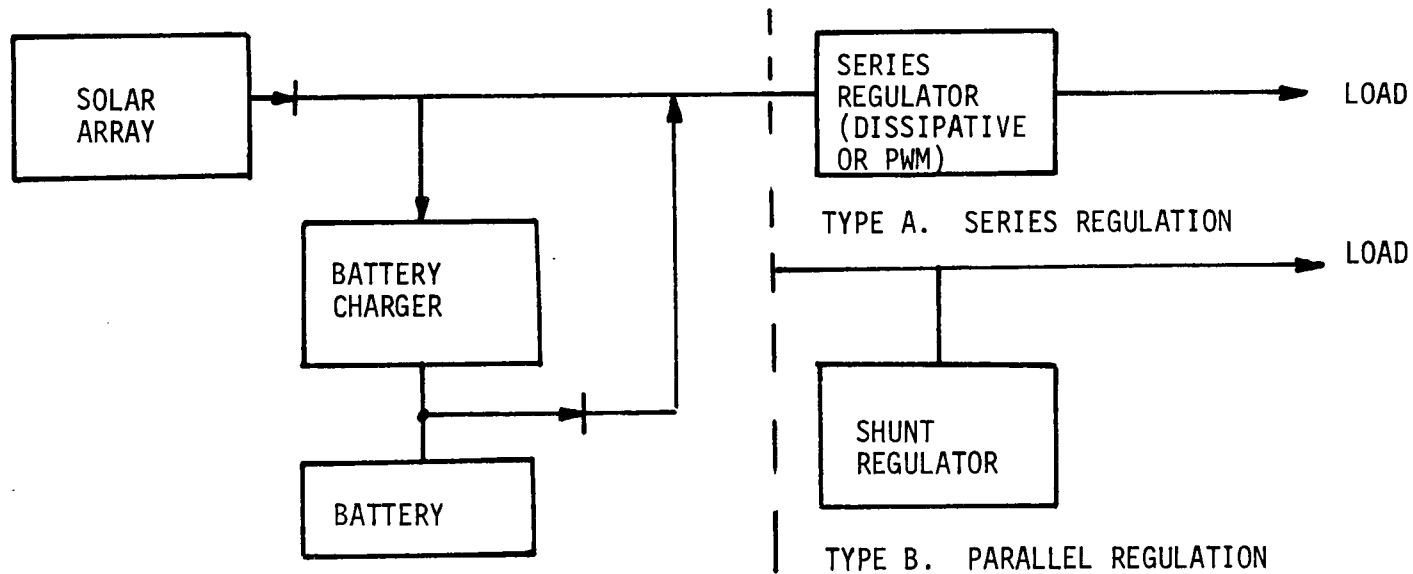 SOLAR
ARRAY
BATTERY
CHARGER
BATTERY
SERIES
REGULATOR
(DISSIPATIVE
OR PWM)
LOAD
TYPE A. SERIES REGULATION
LOAD
SHUNT
REGULATOR
TYPE B. PARALLEL REGULATION